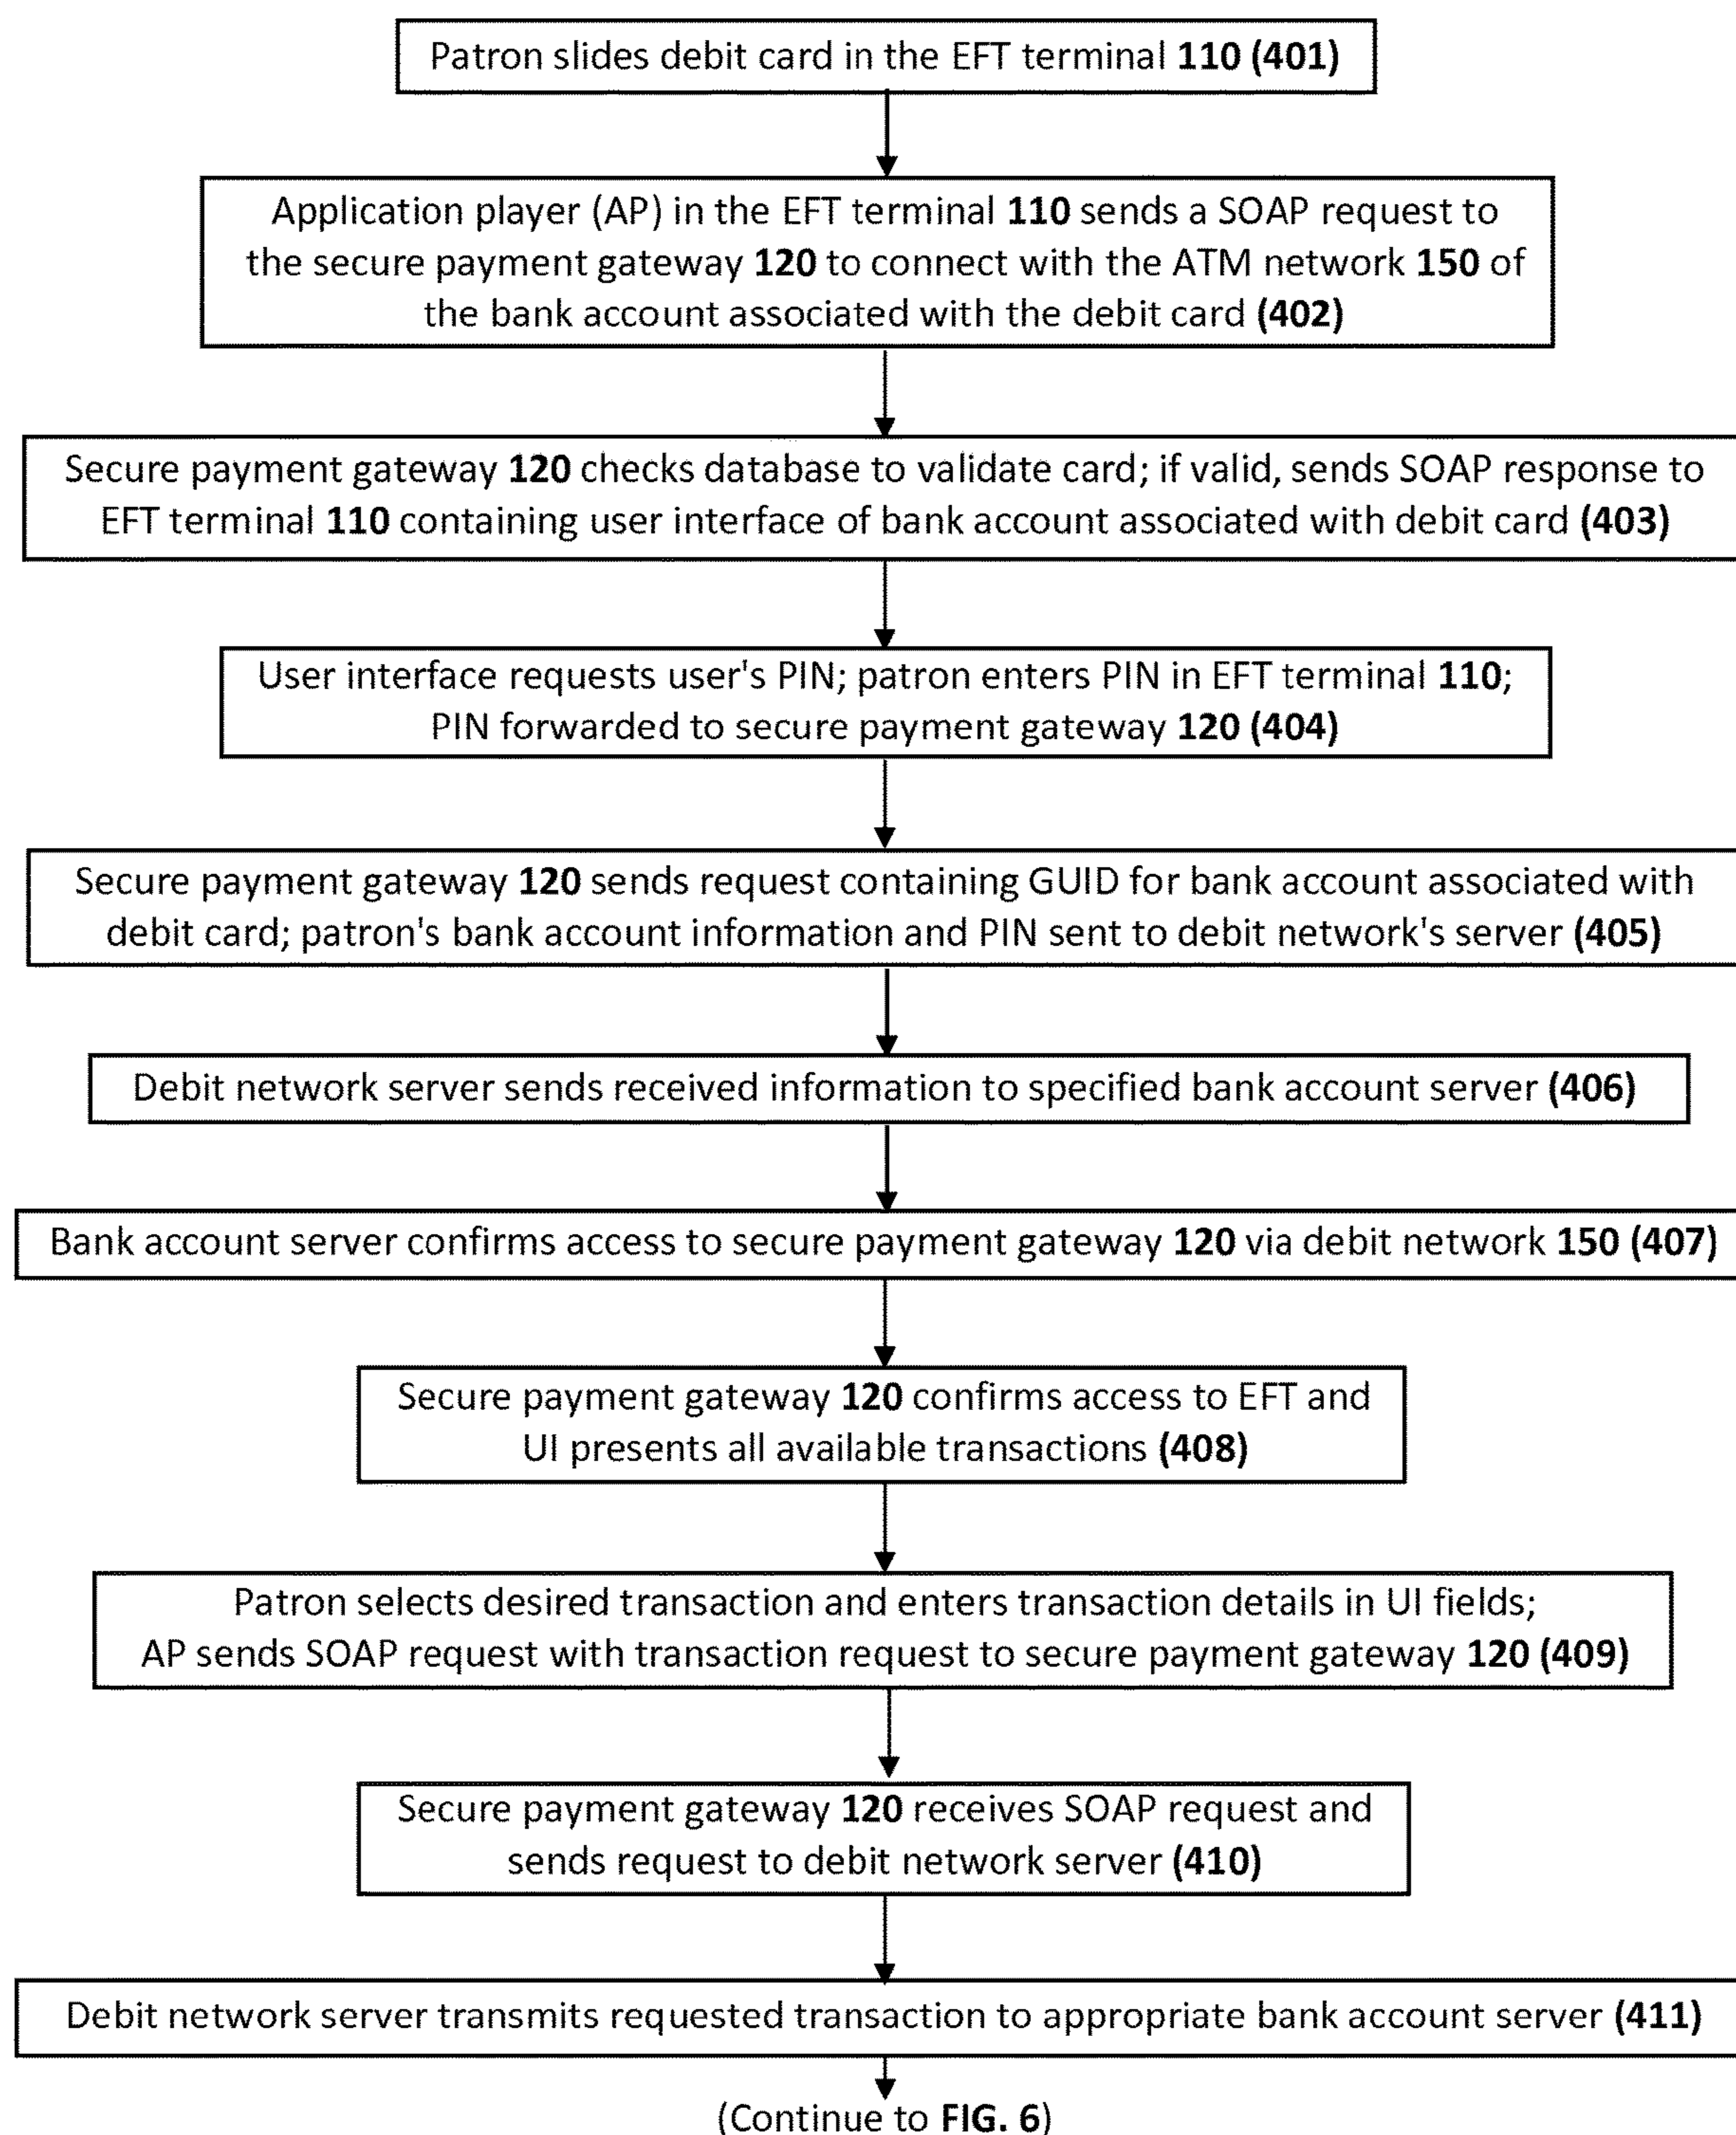 Patron slides debit card in the EFT terminal 110 (401)
Application player (AP) in the EFT terminal 110 sends a SOAP request to
the secure payment gateway 120 to connect with the ATM network 150 of
the bank account associated with the debit card (402)
Secure payment gateway 120 checks database to validate card; if valid, sends SOAP response to
EFT terminal 110 containing user interface of bank account associated with debit card (403)
User interface requests user's PIN; patron enters PIN in EFT terminal 110;
PIN forwarded to secure payment gateway 120 (404)
Secure payment gateway 120 sends request containing GUID for bank account associated with
debit card; patron's bank account information and PIN sent to debit network's server (405)
Debit network server sends received information to specified bank account server (406)
Bank account server confirms access to secure payment gateway 120 via debit network 150 (407)
Secure payment gateway 120 confirms access to EFT and
UI presents all available transactions (408)
Patron selects desired transaction and enters transaction details in UI fields;
AP sends SOAP request with transaction request to secure payment gateway 120 (409)
Secure payment gateway 120 receives SOAP request and
sends request to debit network server (410)
Debit network server transmits requested transaction to appropriate bank account server (411)
(Continue to FIG. 6)